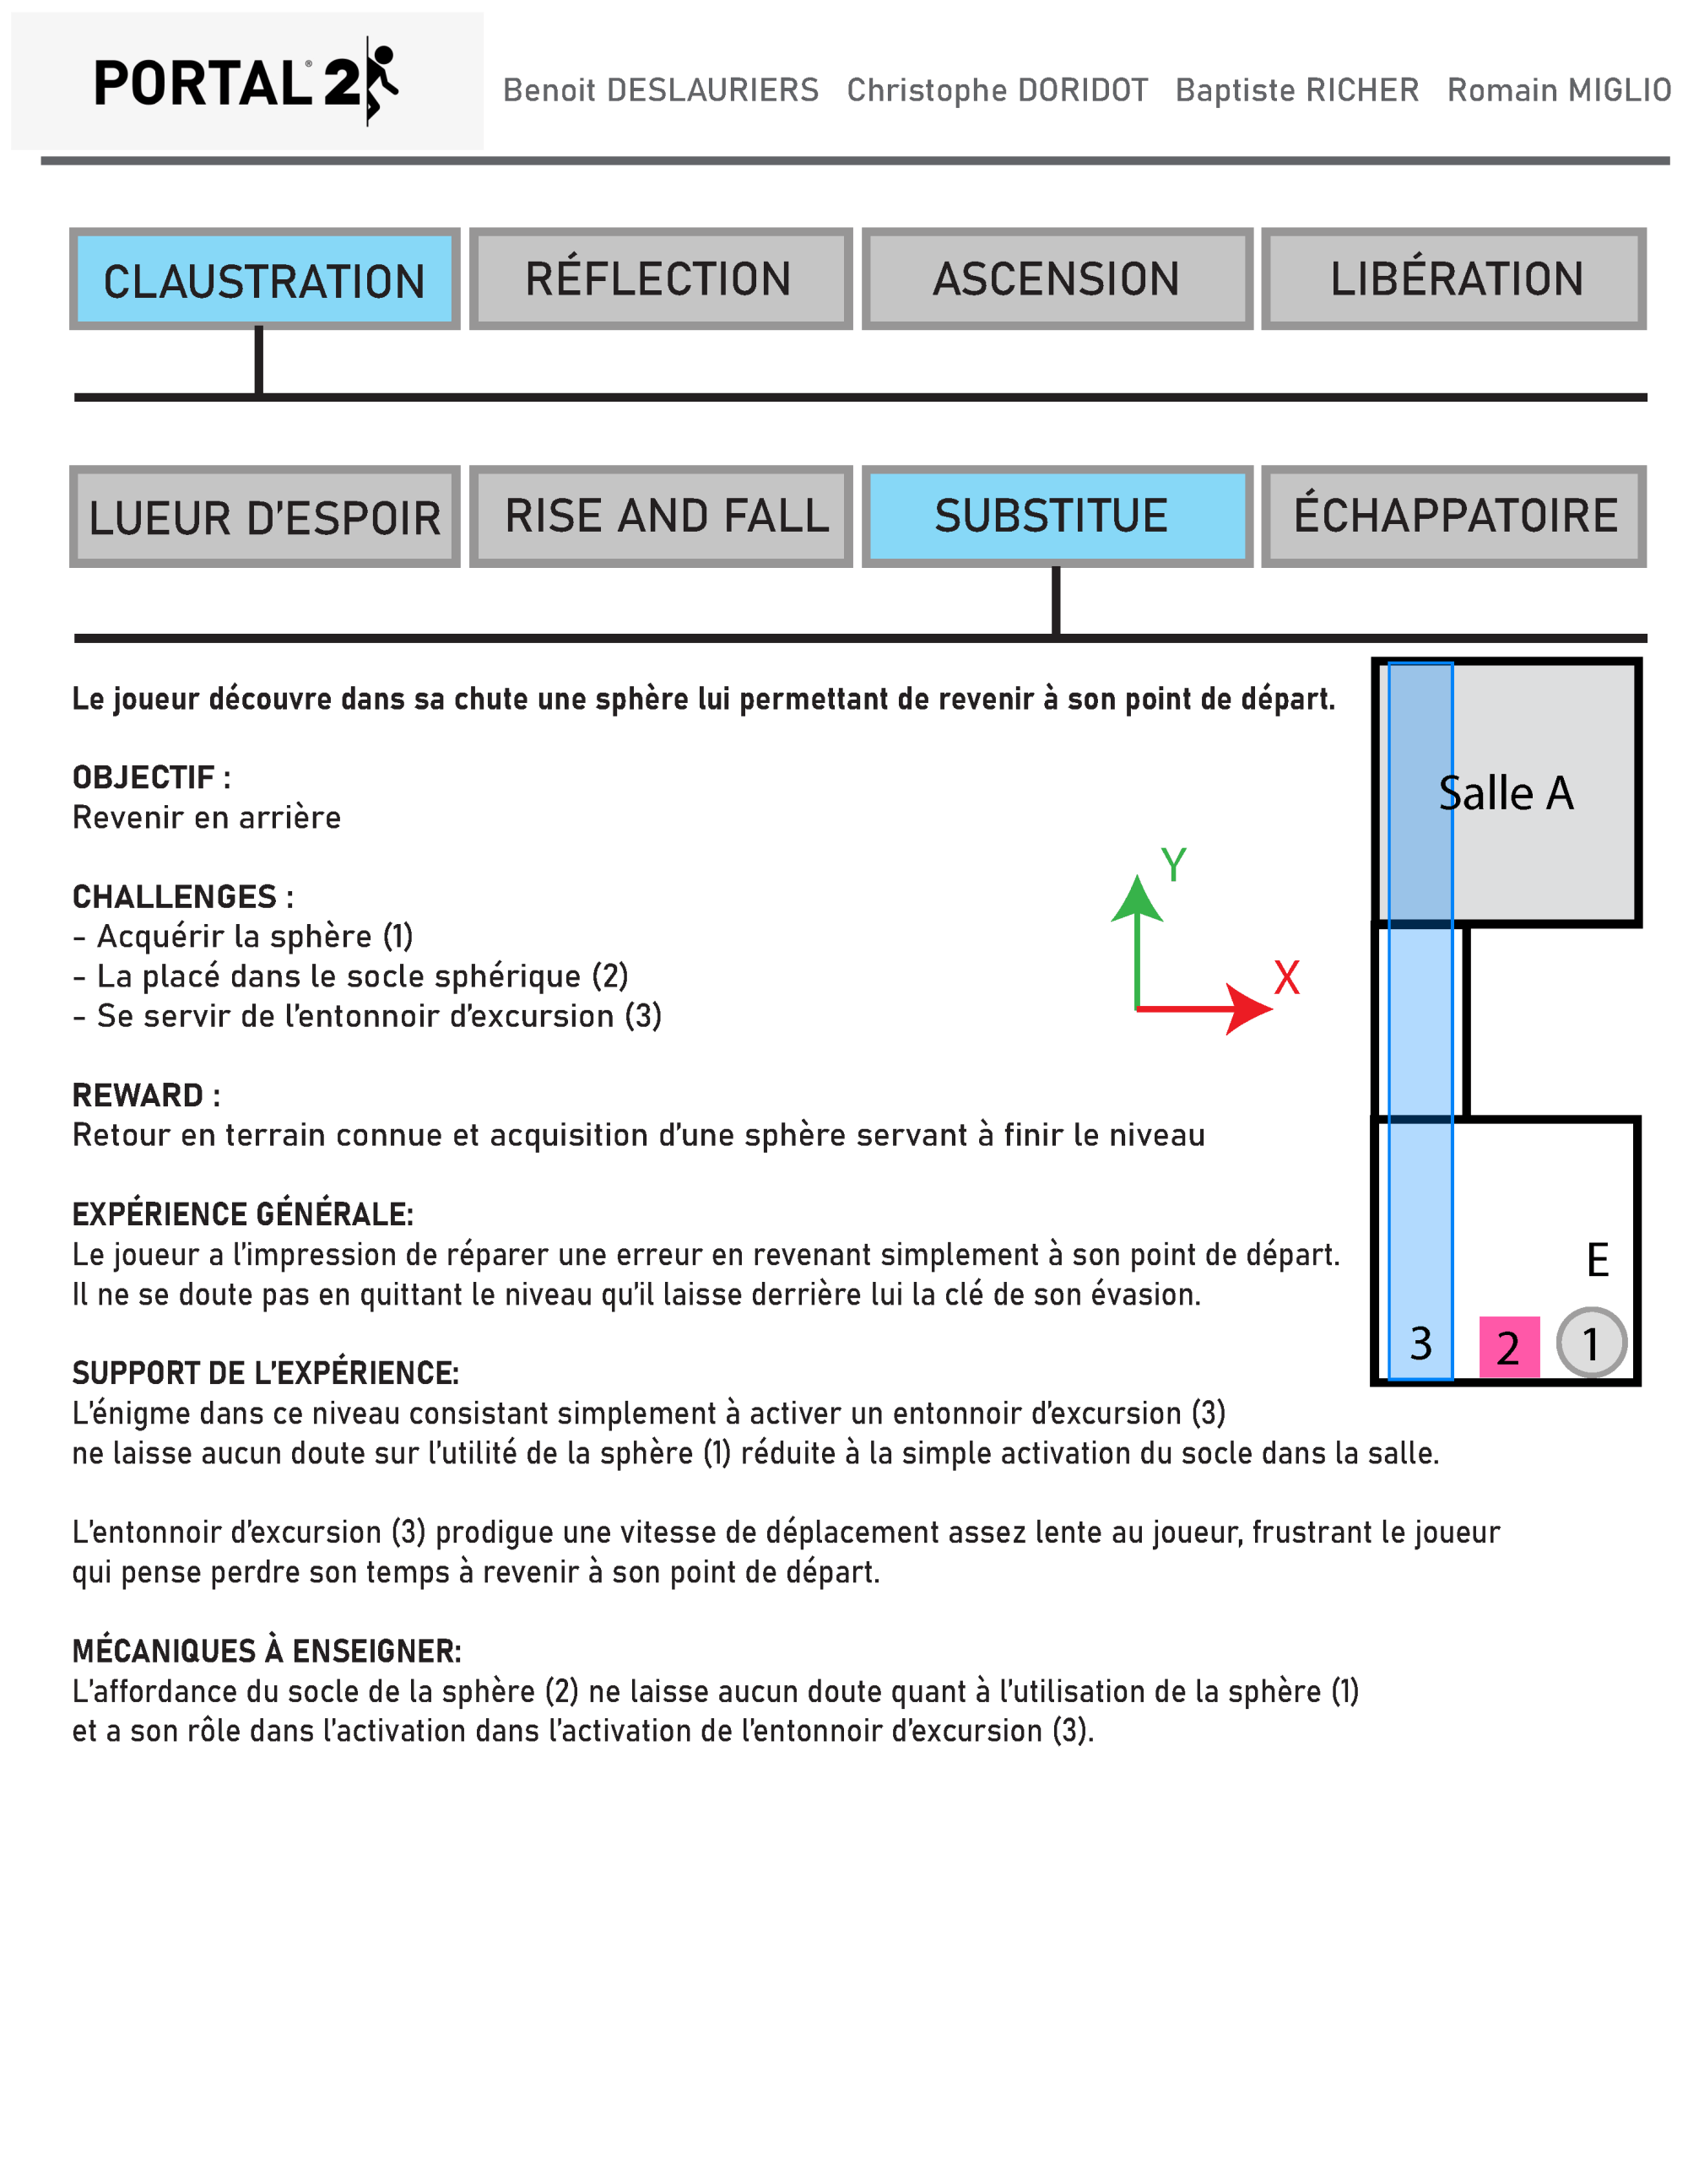 PORTAL® 2
Benoit DESLAURIERS Christophe DORIDOT Baptiste RICHER Romain MIGLIO
CLAUSTRATION RÉFLECTION ASCENSION LIBÉRATION
LUEUR D'ESPOIR RISE AND FALL SUBSTITUE ÉCHAPPATOIRE
Le joueur découvre dans sa chute une sphère lui permettant de revenir à son point de départ.
OBJECTIF :
Revenir en arrière
CHALLENGES :
- Acquérir la sphère (1)
- La placé dans le socle sphérique (2)
- Se servir de l'entonnoir d'excursion (3)
REWARD :
Retour en terrain connue et acquisition d'une sphère servant à finir le niveau
EXPÉRIENCE GÉNÉRALE:
Le joueur a l'impression de réparer une erreur en revenant simplement à son point de départ.
Il ne se doute pas en quittant le niveau qu'il laisse derrière lui la clé de son évasion.
SUPPORT DE L'EXPÉRIENCE:
L'énigme dans ce niveau consistant simplement à activer un entonnoir d'excursion (3)
ne laisse aucun doute sur l'utilité de la sphère (1) réduite à la simple activation du socle dans la salle.
L'entonnoir d'excursion (3) prodigue une vitesse de déplacement assez lente au joueur, frustrant le joueur
qui pense perdre son temps à revenir à son point de départ.
MÉCANIQUES À ENSEIGNER:
L'affordance du socle de la sphère (2) ne laisse aucun doute quant à l'utilisation de la sphère (1)
et a son rôle dans l'activation dans l'activation de l'entonnoir d'excursion (3).
Y
X
Salle A
E
3 2 1